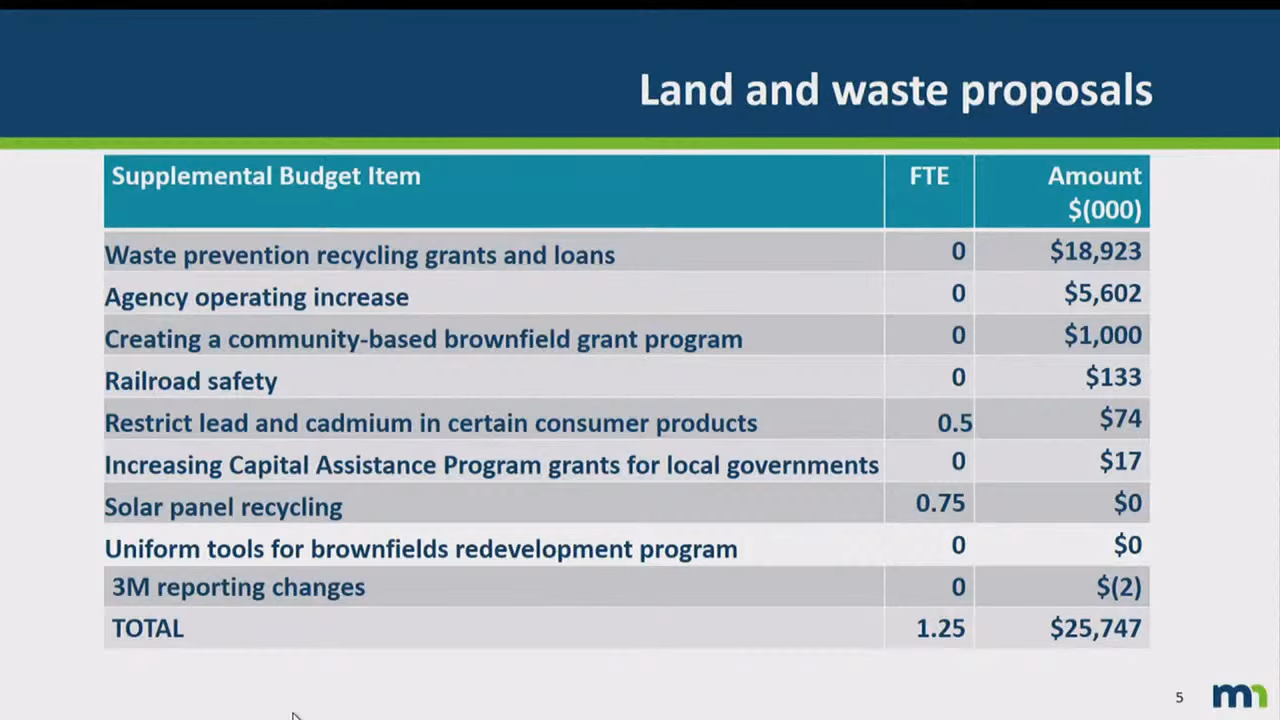 Land and waste proposals
Supplemental Budget Item FTE Amount
$(000)
Waste prevention recycling grants and loans 0 $18,923
Agency operating increase 0 $5,602
Creating a community-based brownfield grant program 0 $1,000
Railroad safety 0 $133
Restrict lead and cadmium in certain consumer products 0.5 $74
Increasing Capital Assistance Program grants for local governments 0 $17
Solar panel recycling 0.75 $0
Uniform tools for brownfields redevelopment program 0 $0
3M reporting changes 0 $(2)
TOTAL 1.25 $25,747
5 mn